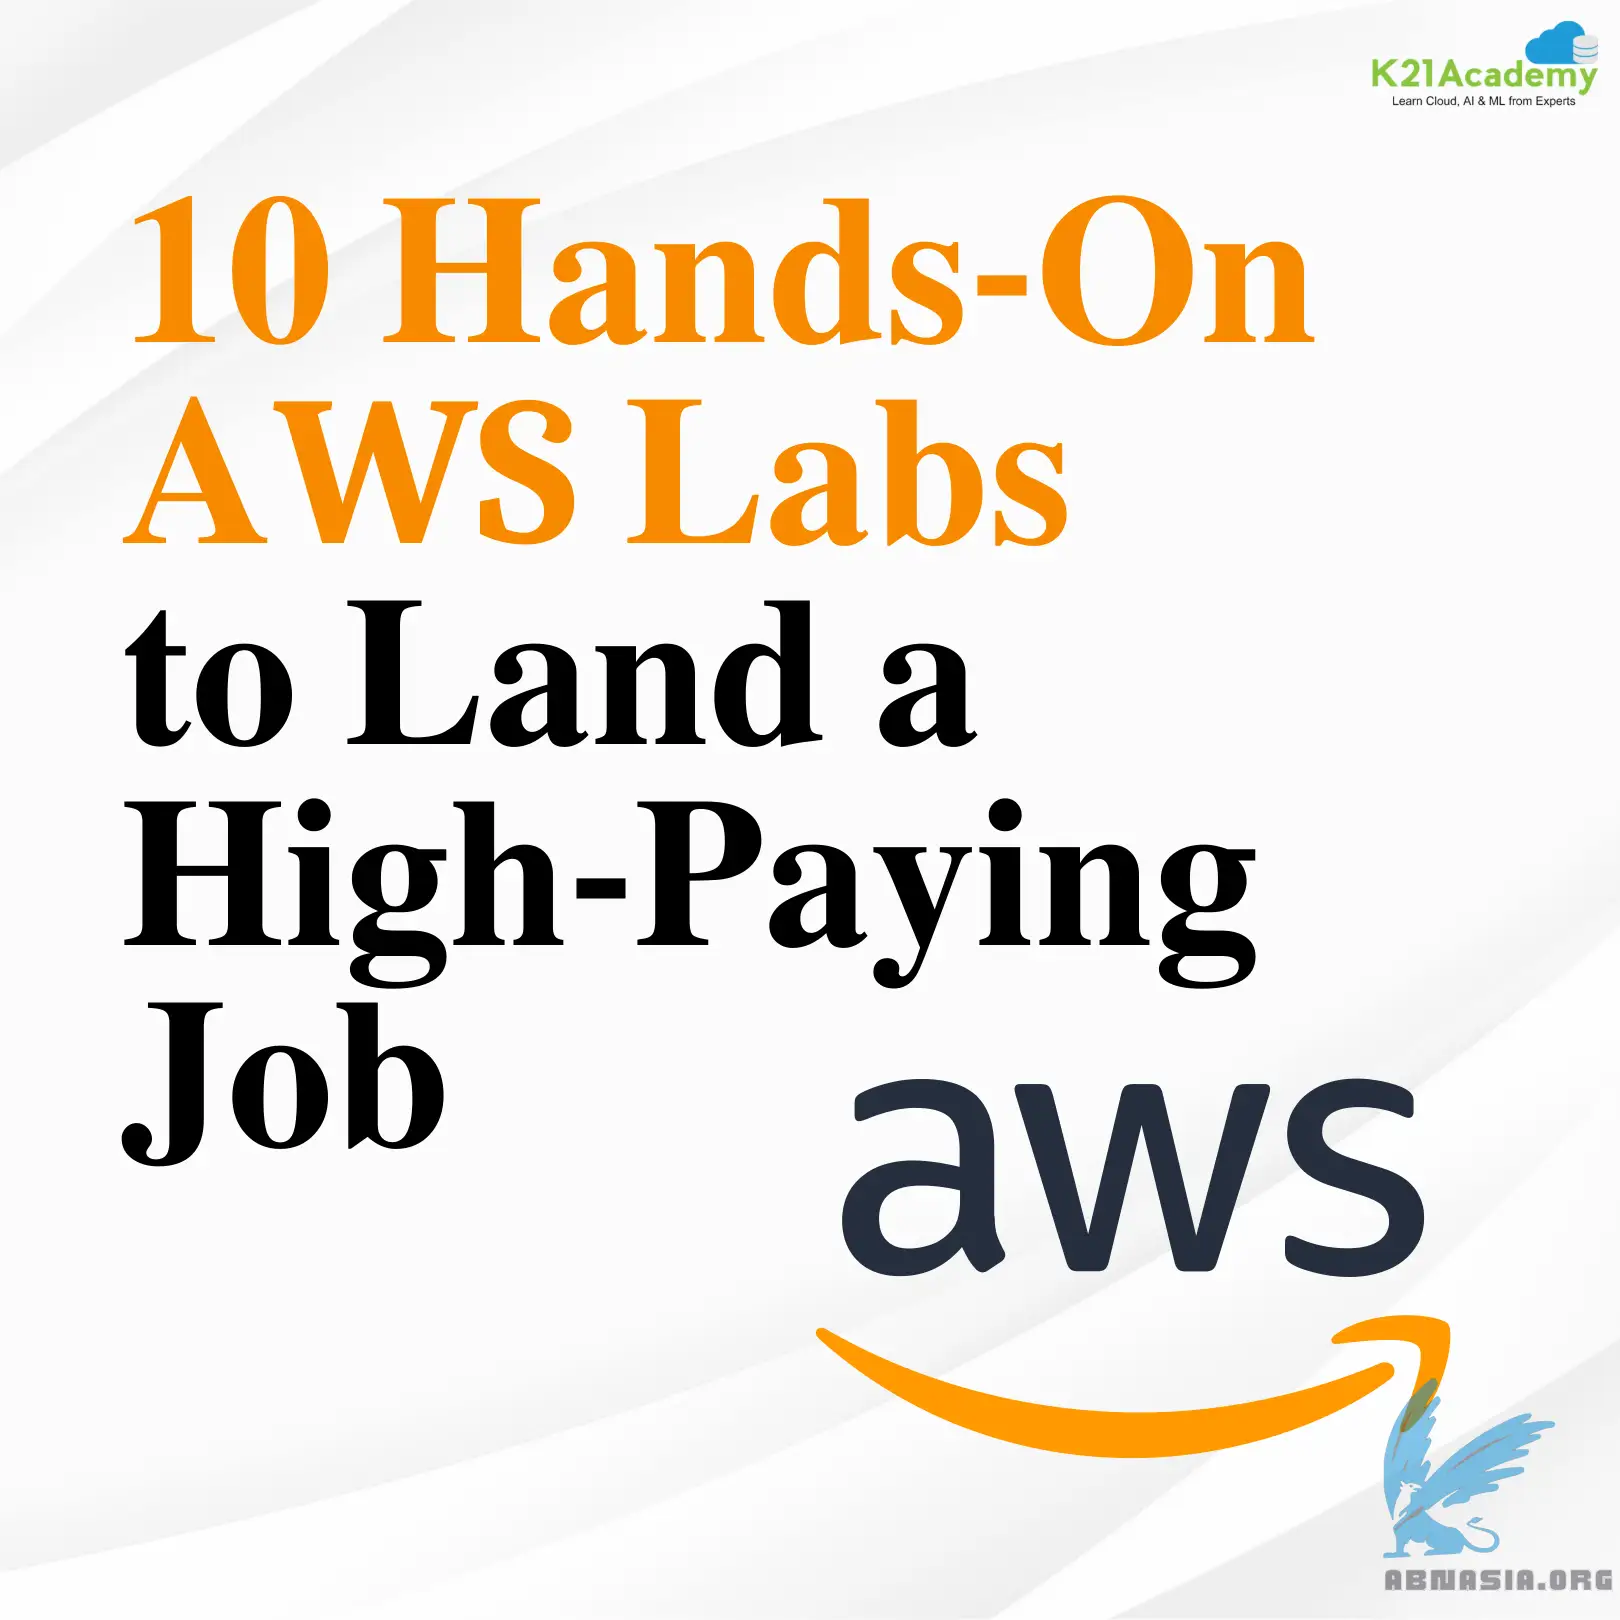 K21Academy
Learn Cloud, AI & ML from Experts
10 Hands-On
AWS Labs
to Land a
High-Paying
Job
aws
ABNASIA.ORG